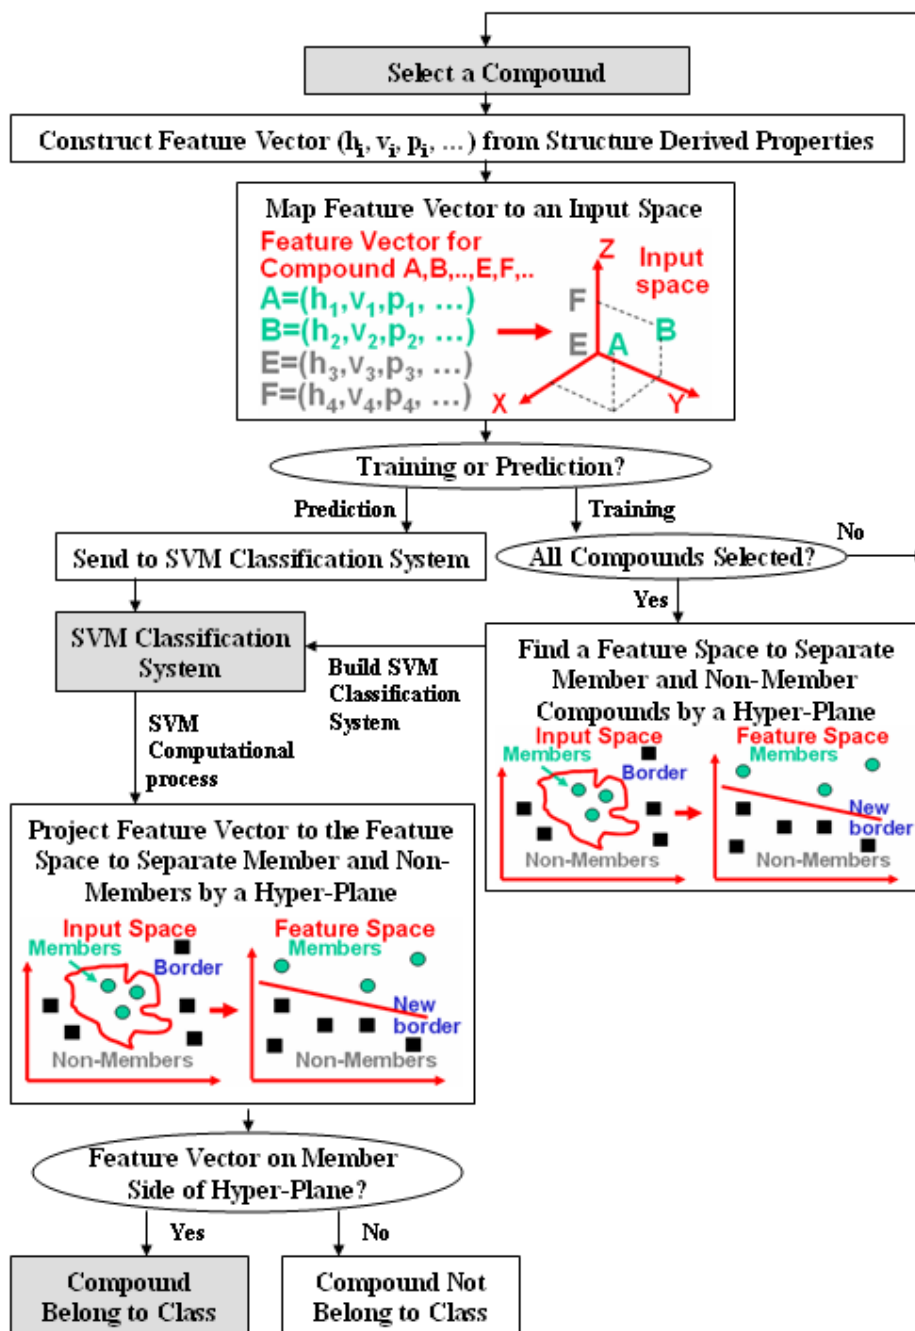 Select a Compound
Construct Feature Vector (hi, vi, pi, ...) from Structure Derived Properties
Map Feature Vector to an Input Space
Feature Vector for
Compound A,B,..,E,F,..
A=(h1,v1,p1, ...)
B=(h2,v2,p2, ...)
E=(h3,v3,p3, ...)
F=(h4,v4,p4, ...)
Z
Input
space
F
B
E
A
X
Y
Training or Prediction?
Prediction
Training
Send to SVM Classification System
All Compounds Selected?
No
Yes
SVM Classification
System
Build SVM
Classification
System
Find a Feature Space to Separate
Member and Non-Member
Compounds by a Hyper-Plane
Input Space
Members
Border
Non-Members
Feature Space
Members
New
border
Non-Members
SVM
Computational
process
Project Feature Vector to the Feature
Space to Separate Member and Non-
Members by a Hyper-Plane
Input Space
Members
Border
Non-Members
Feature Space
Members
New
border
Non-Members
Feature Vector on Member
Side of Hyper-Plane?
Yes
No
Compound
Belong to Class
Compound Not
Belong to Class